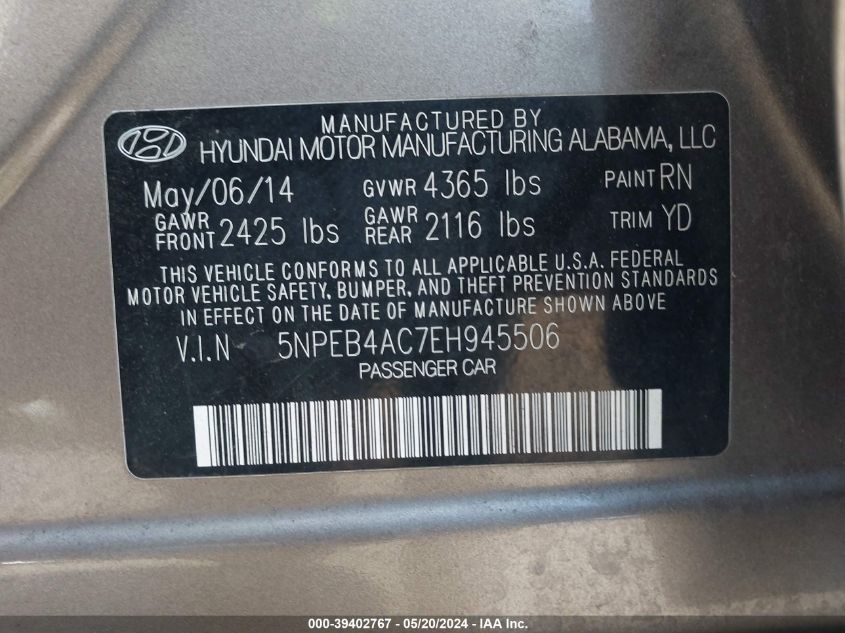 MANUFACTURED BY
HYUNDAI MOTOR MANUFACTURING ALABAMA, LLC
May/06/14 GVWR 4365 lbs PAINT RN
GAWR FRONT 2425 lbs GAWR REAR 2116 lbs TRIM YD
THIS VEHICLE CONFORMS TO ALL APPLICABLE U.S.A. FEDERAL
MOTOR VEHICLE SAFETY, BUMPER, AND THEFT PREVENTION STANDARDS
IN EFFECT ON THE DATE OF MANUFACTURE SHOWN ABOVE
V.I.N 5NPEB4AC7EH945506
PASSENGER CAR
000-39402767 - 05/20/2024 - IAA Inc.